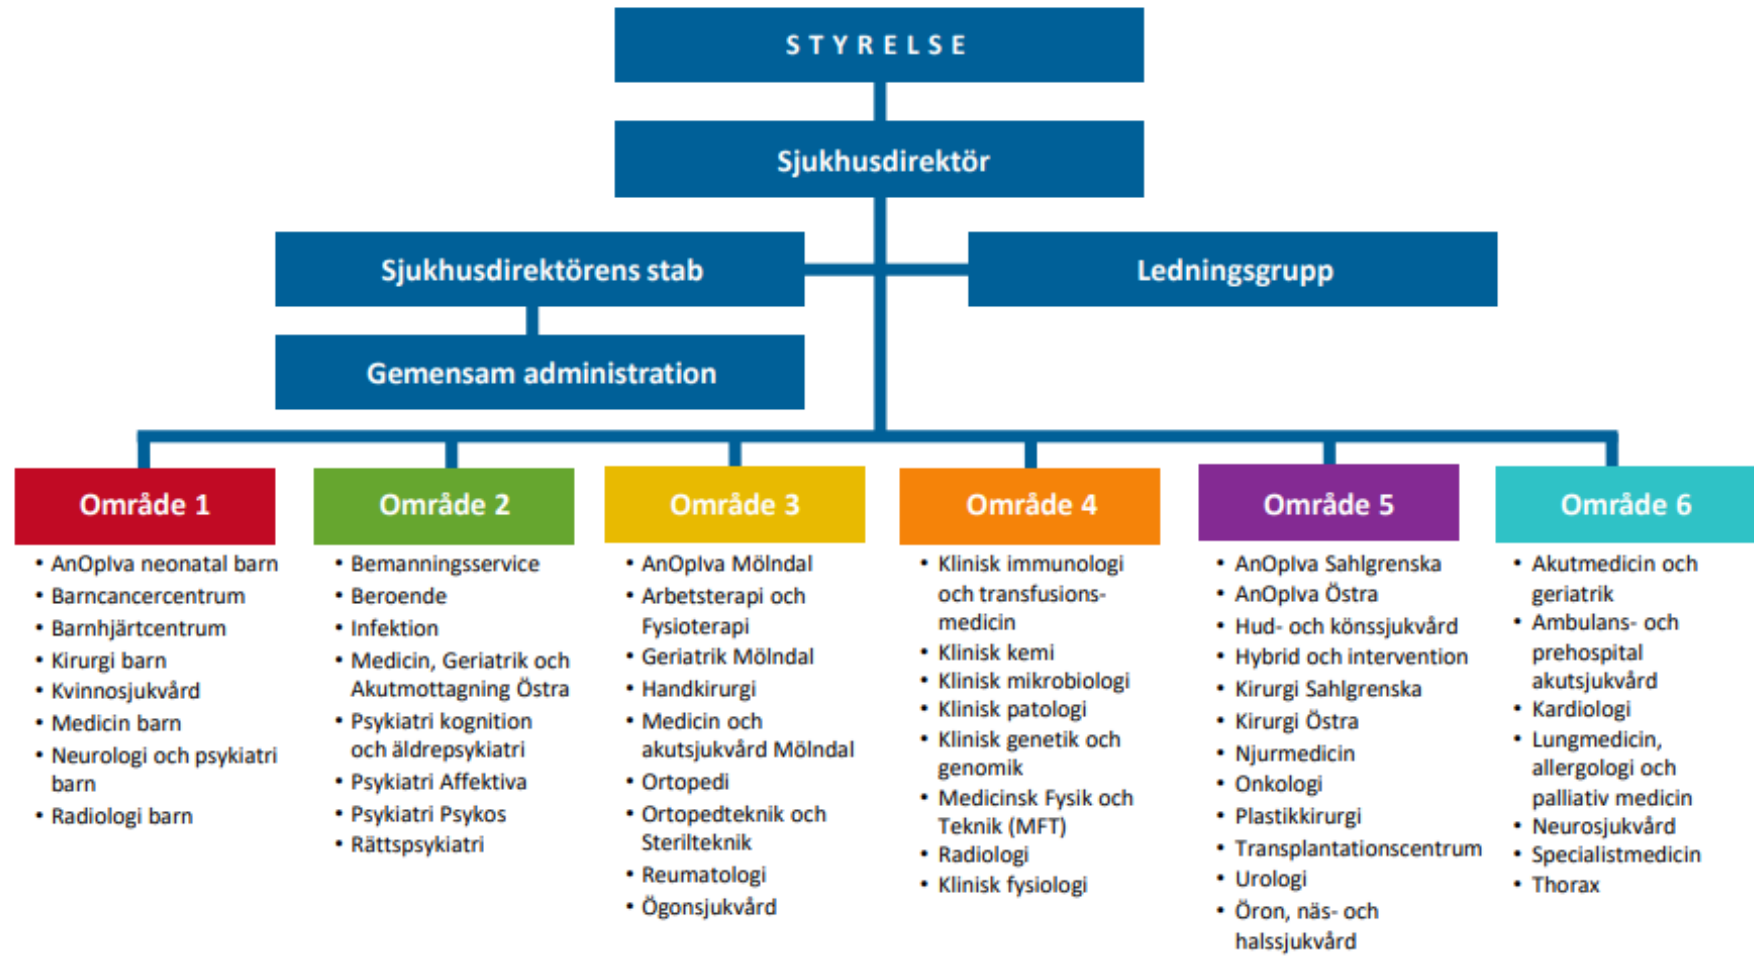 STYRELSE
Sjukhusdirektör
Sjukhusdirektörens stab
Ledningsgrupp
Gemensam administration
Område 1
• AnOpIva neonatal barn
• Barncancercentrum
• Barnhjärtcentrum
• Kirurgi barn
• Kvinnosjukvård
• Medicin barn
• Neurologi och psykiatri
barn
• Radiologi barn
Område 2
• Bemanningsservice
• Beroende
• Infektion
• Medicin, Geriatrik och
Akutmottagning Östra
• Psykiatri kognition
och äldrepsykiatri
• Psykiatri Affektiva
• Psykiatri Psykos
• Rättspsykiatri
Område 3
• AnOpIva Mölndal
• Arbetsterapi och
Fysioterapi
• Geriatrik Mölndal
• Handkirurgi
• Medicin och
akutsjukvård Mölndal
• Ortopedi
• Ortopedteknik och
Sterilteknik
• Reumatologi
• Ögonsjukvård
Område 4
• Klinisk immunologi
och transfusions-
medicin
• Klinisk kemi
• Klinisk mikrobiologi
• Klinisk patologi
• Klinisk genetik och
genomik
• Medicinsk Fysik och
Teknik (MFT)
• Radiologi
• Klinisk fysiologi
Område 5
• AnOpIva Sahlgrenska
• AnOpIva Östra
• Hud- och könssjukvård
• Hybrid och intervention
• Kirurgi Sahlgrenska
• Kirurgi Östra
• Njurmedicin
• Onkologi
• Plastikkirurgi
• Transplantationscentrum
• Urologi
• Öron, näs- och
halssjukvård
Område 6
• Akutmedicin och
geriatrik
• Ambulans- och
prehospital
akutsjukvård
• Kardiologi
• Lungmedicin,
allergologi och
palliativ medicin
• Neurosjukvård
• Specialistmedicin
• Thorax